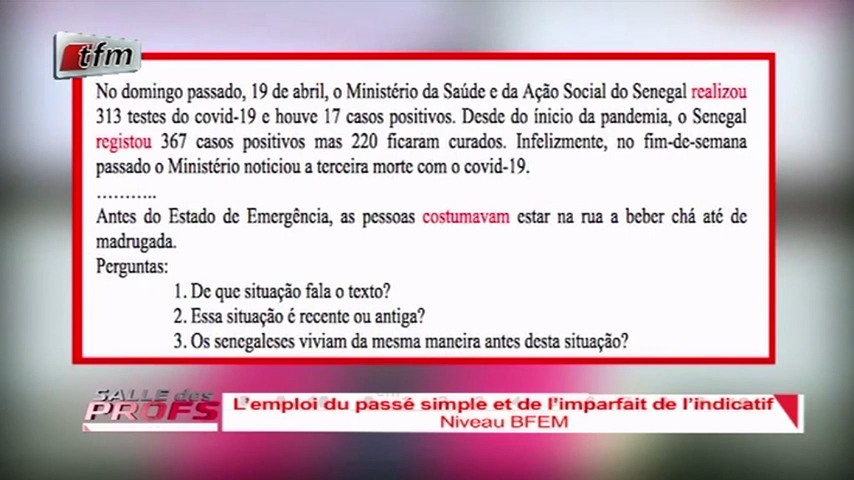 tfm
No domingo passado, 19 de abril, o Ministério da Saúde e da Ação Social do Senegal realizou
313 testes do covid-19 e houve 17 casos positivos. Desde do ínicio da pandemia, o Senegal
registou 367 casos positivos mas 220 ficaram curados. Infelizmente, no fim-de-semana
passado o Ministério noticiou a terceira morte com o covid-19.
………..
Antes do Estado de Emergência, as pessoas costumavam estar na rua a beber chá até de
madrugada.
Perguntas:
1. De que situação fala o texto?
2. Essa situação é recente ou antiga?
3. Os senegaleses viviam da mesma maneira antes desta situação?
SALLE des
PROFS
L'emploi du passé simple et de l'imparfait de l'indicatif
Niveau BFEM